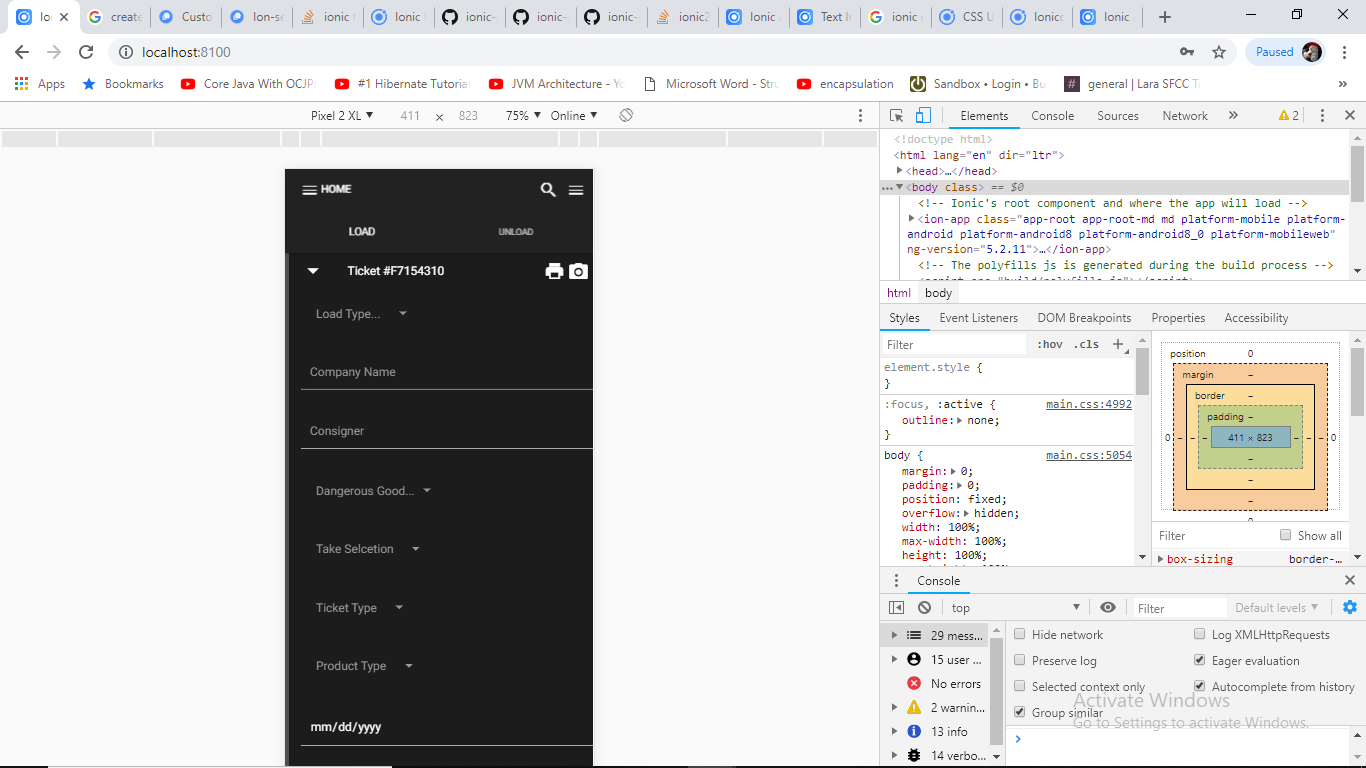 Io
create
Custo
Ion-se
ionic f
Ionic
ionic-
ionic-
ionic-
ionic2
Ionic
Text In
ionic
CSS U
Ionic
localhost:8100
Paused
Apps
Bookmarks
Core Java With OCJP
#1 Hibernate Tutorial
JVM Architecture - Yo
Microsoft Word - Stru
encapsulation
Sandbox • Login • Bu
general | Lara SFCC Tr
»
Pixel 2 XL ▼ 411 × 823 75% ▼ Online ▼
Elements Console Sources Network » 2
<!doctype html>
<html lang="en" dir="ltr">
<head>…</head>
<body class> == $0
<!-- Ionic's root component and where the app will load -->
<ion-app class="app-root app-root-md md platform-mobile platform-
android platform-android8 platform-android8_0 platform-mobileweb"
ng-version="5.2.11">…</ion-app>
<!-- The polyfills js is generated during the build process -->
<script src="build/polyfills.js"></script>
html body
Styles Event Listeners DOM Breakpoints Properties Accessibility
Filter :hov .cls +
element.style {
}
:focus, :active { main.css:4992
outline: none;
}
body { main.css:5054
margin: 0;
padding: 0;
position: fixed;
overflow: hidden;
width: 100%;
max-width: 100%;
height: 100%;
position 0
margin –
border –
padding –
0 – – – 411 × 823 – – – 0
–
–
–
0
Filter Show all
box-sizing border-…
HOME
LOAD UNLOAD
Ticket #F7154310
Load Type...
Company Name
Consigner
Dangerous Good...
Take Selcetion
Ticket Type
Product Type
mm/dd/yyyy
Console
top ▼ Filter Default levels ▼
29 mess...
15 user ...
No errors
2 warnin...
13 info
14 verbo...
Hide network Log XMLHttpRequests
Preserve log Eager evaluation
Selected context only Autocomplete from history
Group similar
Activate Windows
Go to Settings to activate Windows.